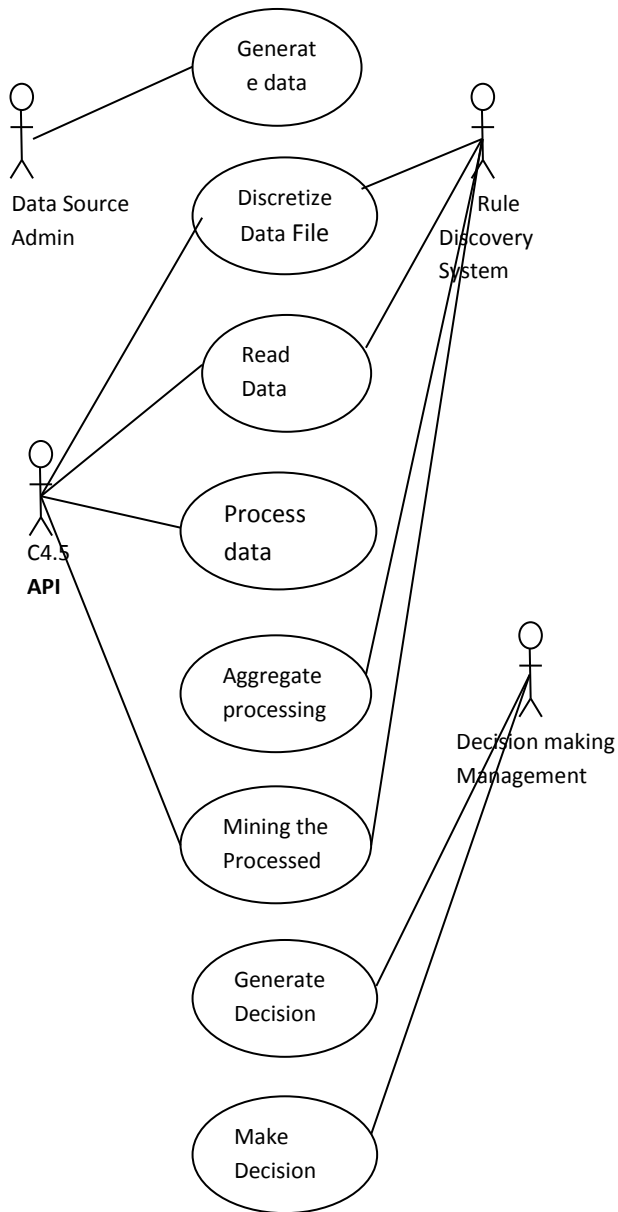 Generat
e data
Data Source
Admin
Discretize
Data File
Rule
Discovery
System
Read
Data
C4.5
API
Process
data
Aggregate
processing
Decision making
Management
Mining the
Processed
Generate
Decision
Make
Decision